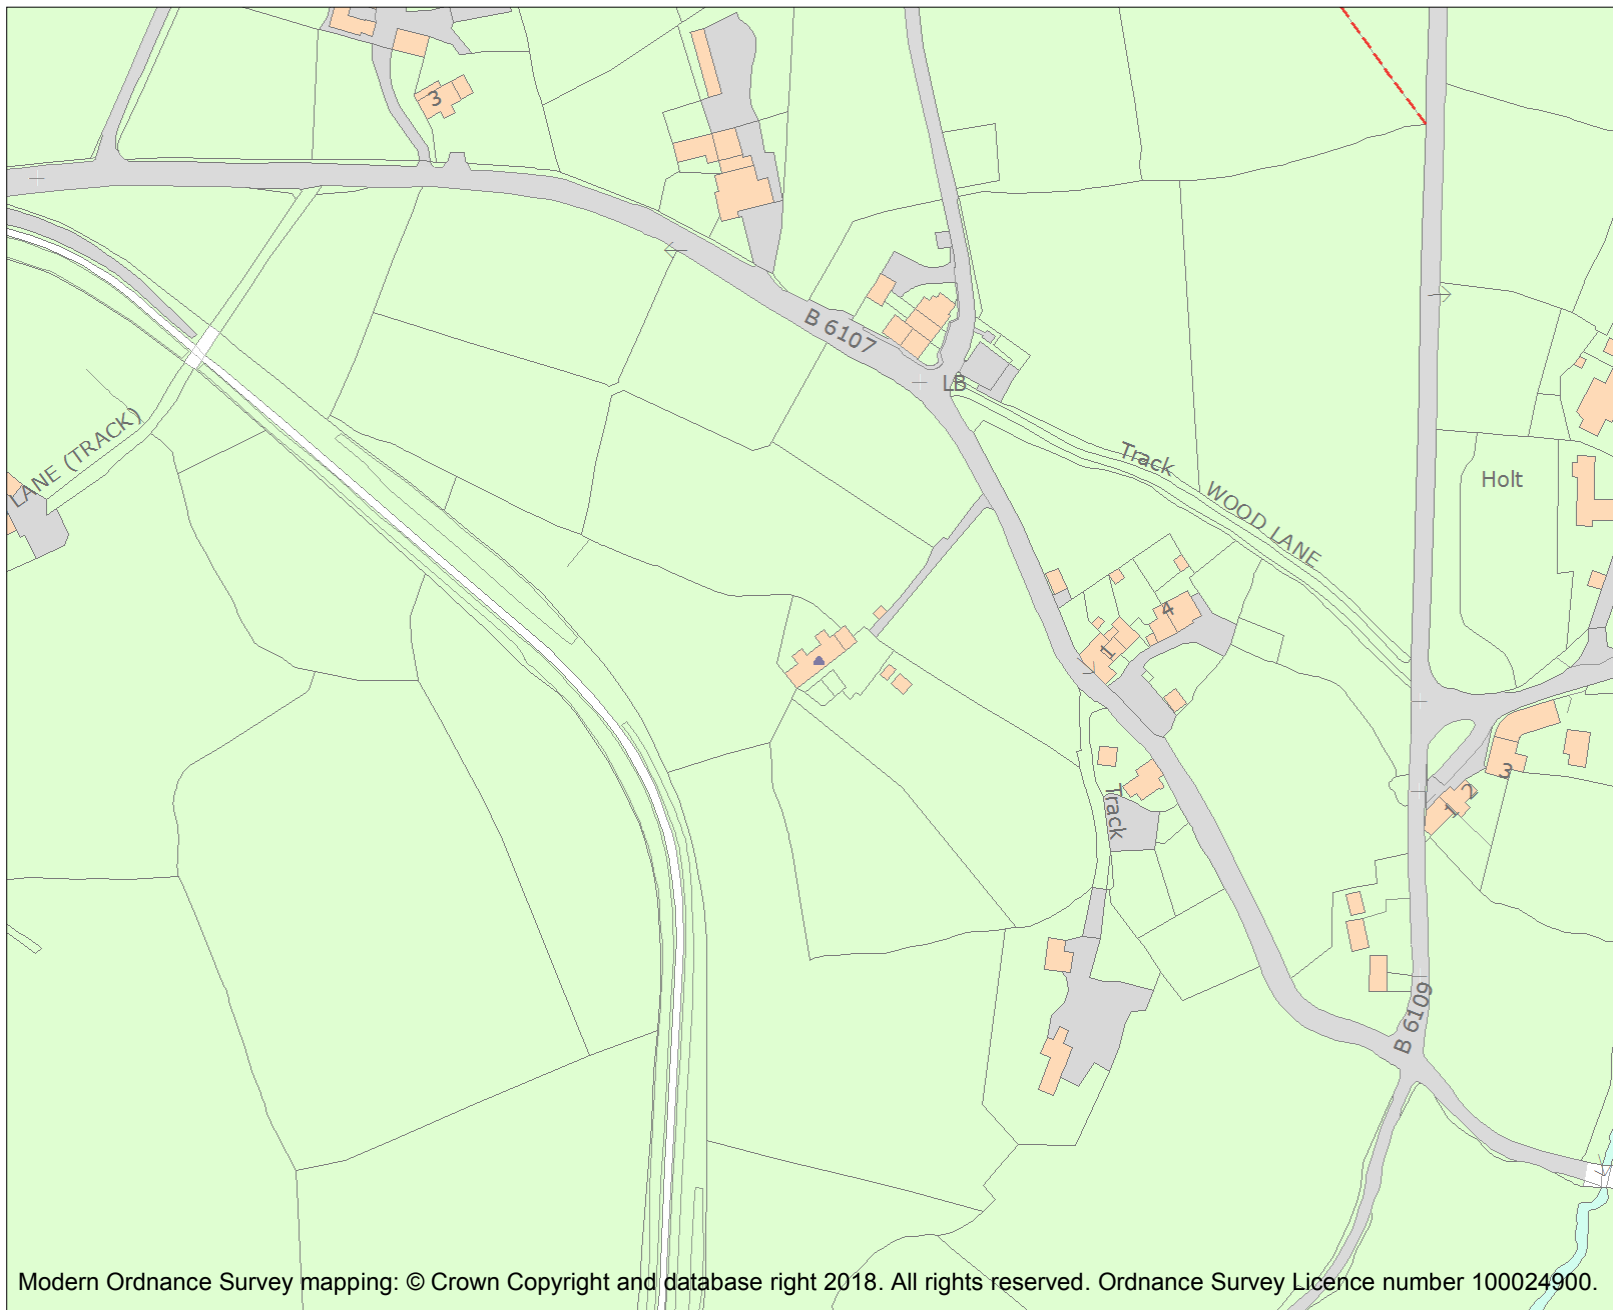 3
B 6107
LB
LANE (TRACK)
Track
WOOD LANE
Holt
4
1
Track
3
2
1
B 6109
Modern Ordnance Survey mapping: © Crown Copyright and database right 2018. All rights reserved. Ordnance Survey Licence number 100024900.